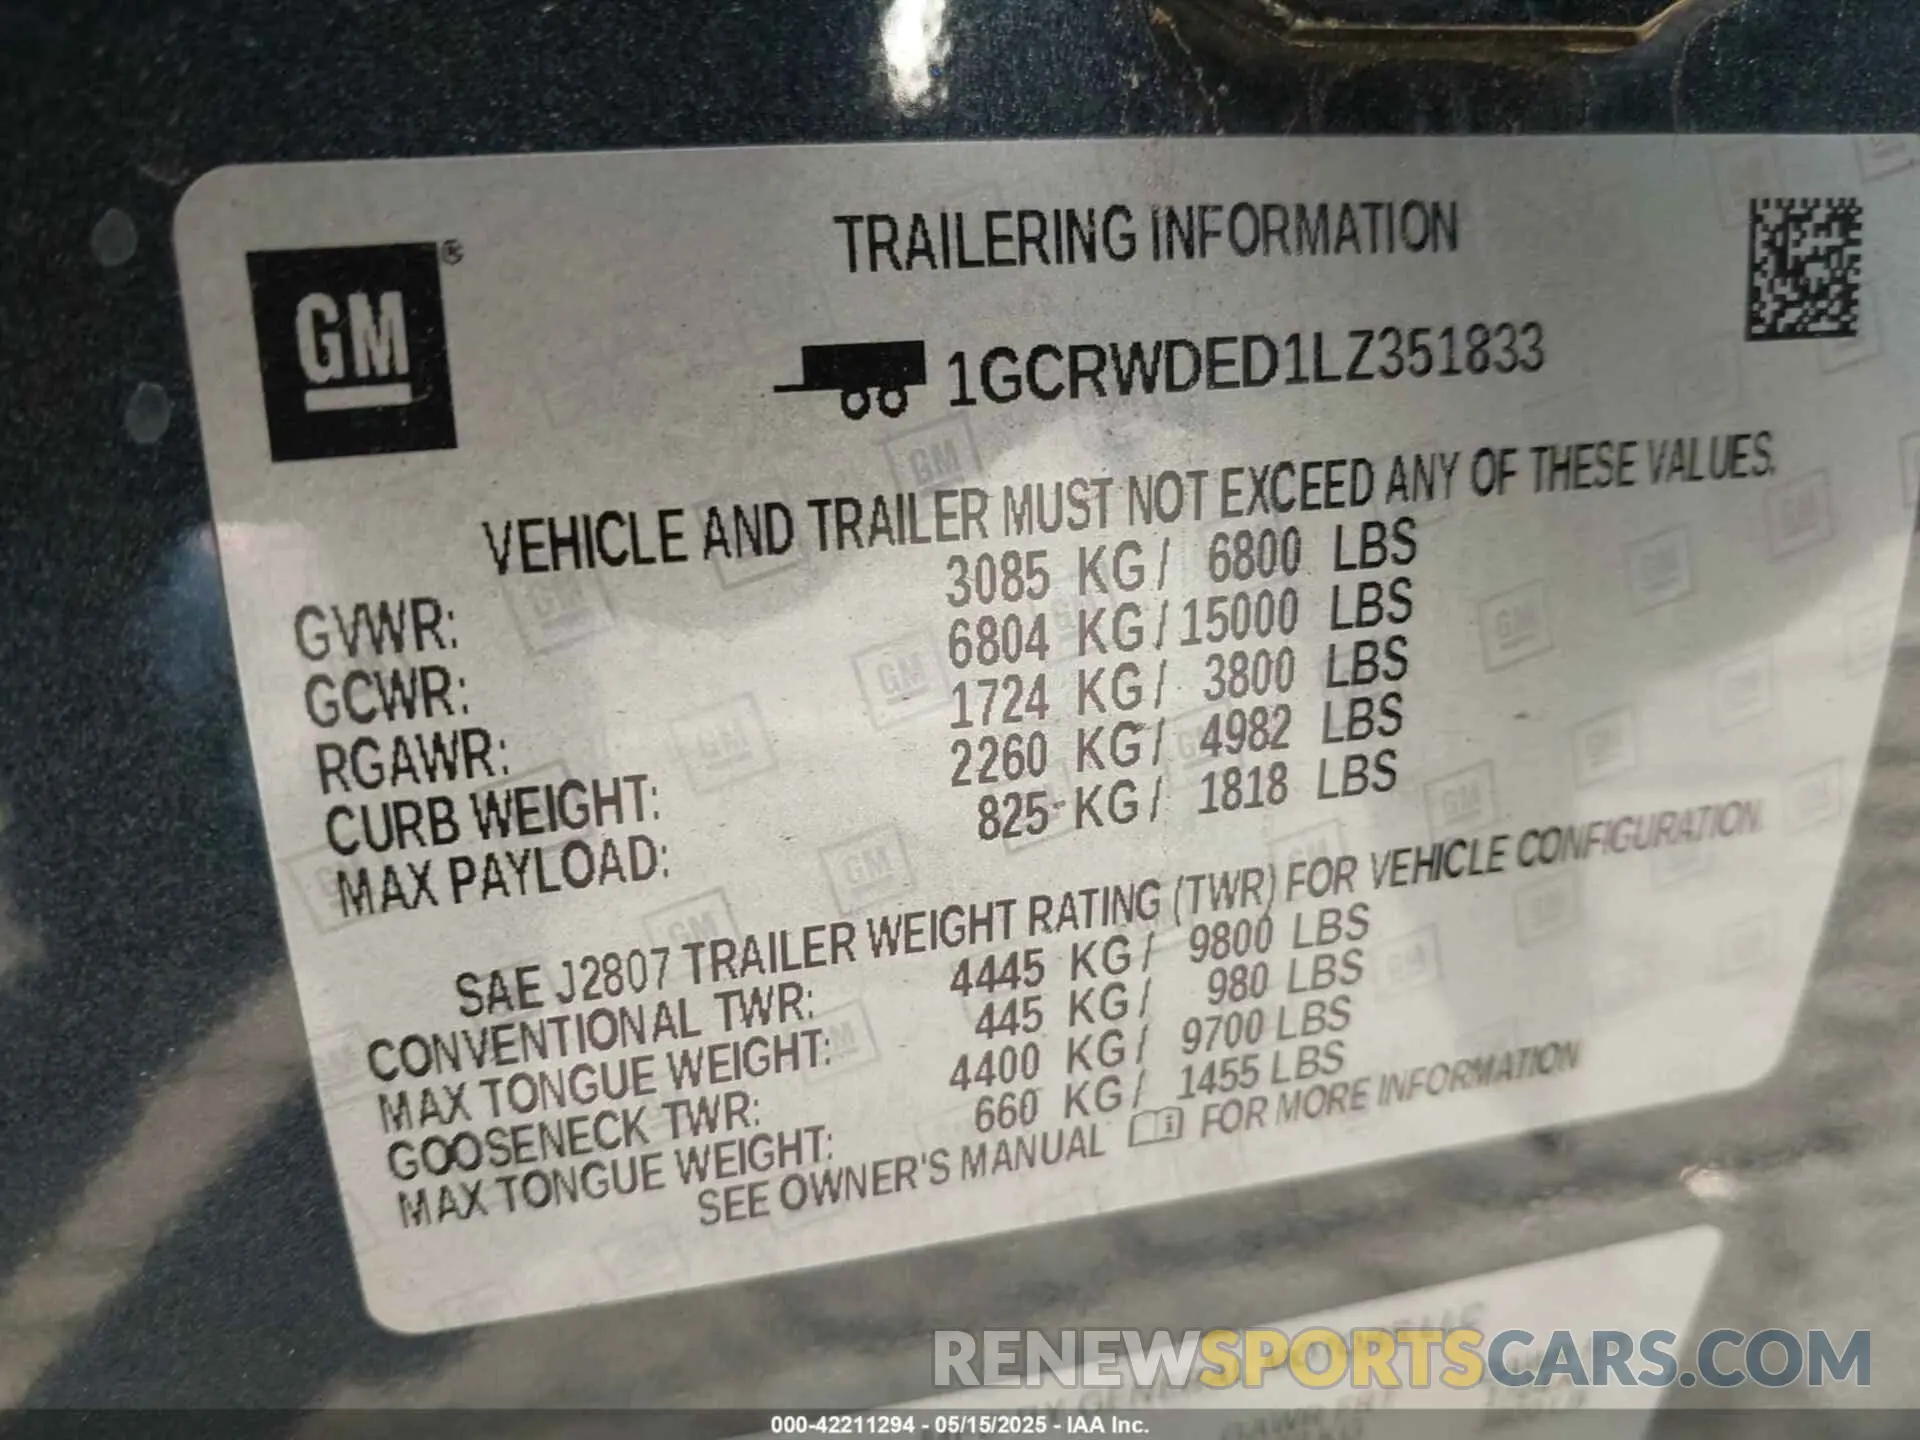 GM®
TRAILERING INFORMATION
1GCRWDED1LZ351833
VEHICLE AND TRAILER MUST NOT EXCEED ANY OF THESE VALUES.
GVWR: 3085 KG / 6800 LBS
GCWR: 6804 KG / 15000 LBS
RGAWR: 1724 KG / 3800 LBS
CURB WEIGHT: 2260 KG / 4982 LBS
MAX PAYLOAD: 825 KG / 1818 LBS
SAE J2807 TRAILER WEIGHT RATING (TWR) FOR VEHICLE CONFIGURATION
CONVENTIONAL TWR: 4445 KG / 9800 LBS
MAX TONGUE WEIGHT: 445 KG / 980 LBS
GOOSENECK TWR: 4400 KG / 9700 LBS
MAX TONGUE WEIGHT: 660 KG / 1455 LBS
SEE OWNER'S MANUAL FOR MORE INFORMATION
RENEWSPORTSCARS.COM
000-42211294 - 05/15/2025 - IAA Inc.